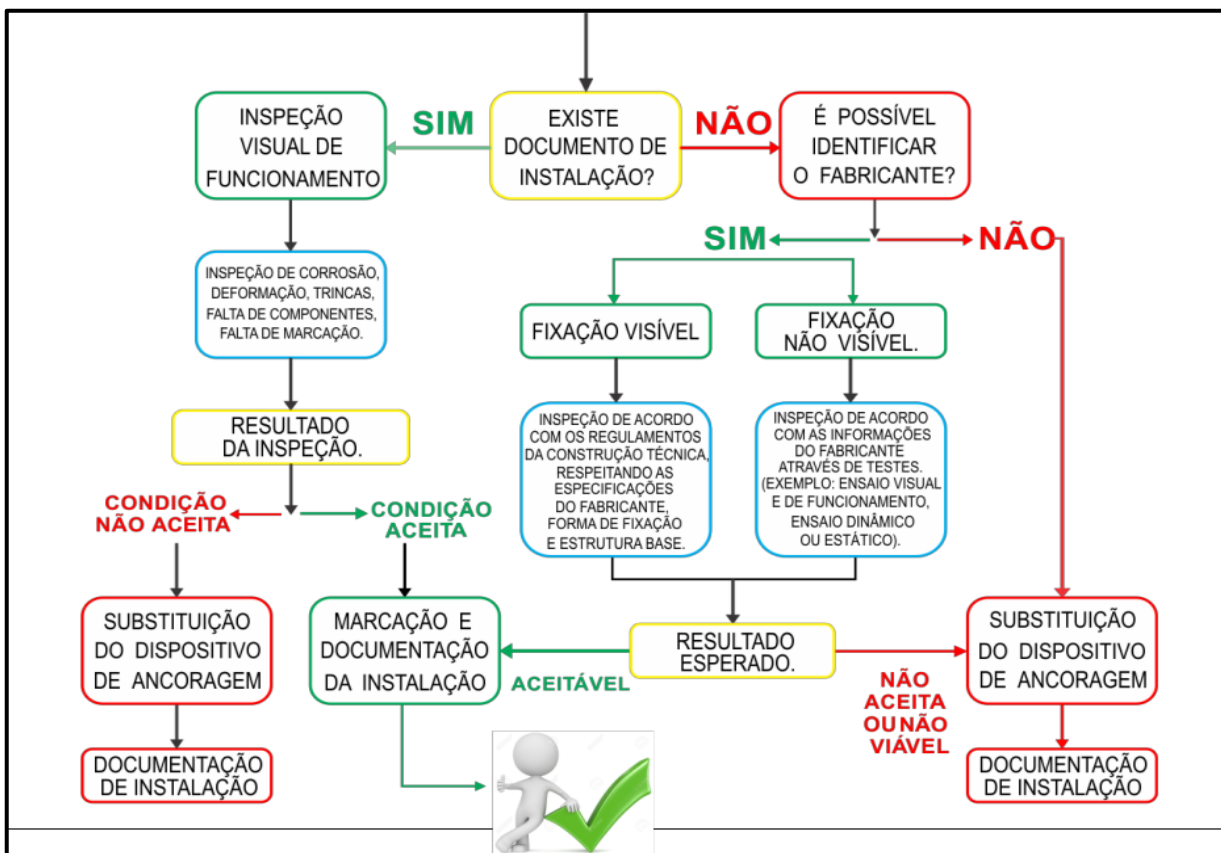 INSPEÇÃO
VISUAL DE
FUNCIONAMENTO
SIM
EXISTE
DOCUMENTO DE
INSTALAÇÃO?
NÃO
É POSSÍVEL
IDENTIFICAR
O FABRICANTE?
SIM
NÃO
INSPEÇÃO DE CORROSÃO,
DEFORMAÇÃO, TRINCAS,
FALTA DE COMPONENTES,
FALTA DE MARCAÇÃO.
FIXAÇÃO VISÍVEL
FIXAÇÃO
NÃO VISÍVEL.
RESULTADO
DA INSPEÇÃO.
INSPEÇÃO DE ACORDO
COM OS REGULAMENTOS
DA CONSTRUÇÃO TÉCNICA,
RESPEITANDO AS
ESPECIFICAÇÕES
DO FABRICANTE,
FORMA DE FIXAÇÃO
E ESTRUTURA BASE.
INSPEÇÃO DE ACORDO
COM AS INFORMAÇÕES
DO FABRICANTE
ATRAVÉS DE TESTES.
(EXEMPLO: ENSAIO VISUAL
E DE FUNCIONAMENTO,
ENSAIO DINÂMICO
OU ESTÁTICO).
CONDIÇÃO
NÃO ACEITA
CONDIÇÃO
ACEITA
SUBSTITUIÇÃO
DO DISPOSITIVO
DE ANCORAGEM
MARCAÇÃO E
DOCUMENTAÇÃO
DA INSTALAÇÃO
ACEITÁVEL
RESULTADO
ESPERADO.
NÃO
ACEITA
OUNÃO
VIÁVEL
SUBSTITUIÇÃO
DO DISPOSITIVO
DE ANCORAGEM
DOCUMENTAÇÃO
DE INSTALAÇÃO
DOCUMENTAÇÃO
DE INSTALAÇÃO